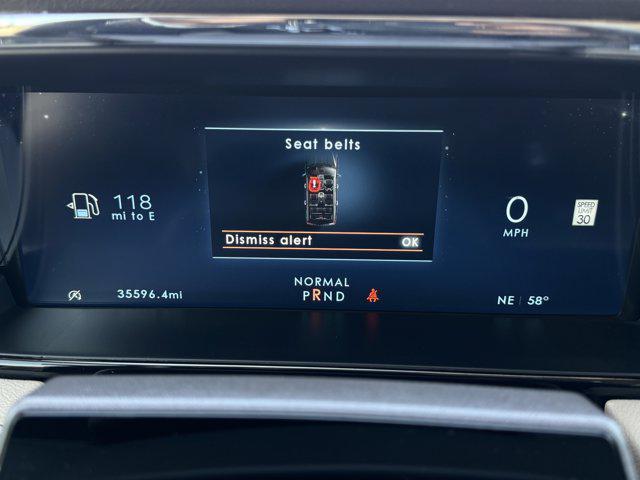 Seat belts
118
mi to E
Dismiss alert OK
0
MPH
SPEED
LIMIT
30
NORMAL
PRND
35596.4mi
NE 58°